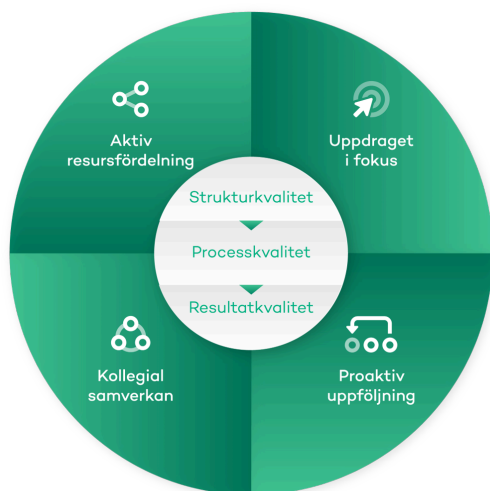 Aktiv
resursfördelning
Uppdraget
i fokus
Strukturkvalitet
Processkvalitet
Resultatkvalitet
Kollegial
samverkan
Proaktiv
uppföljning